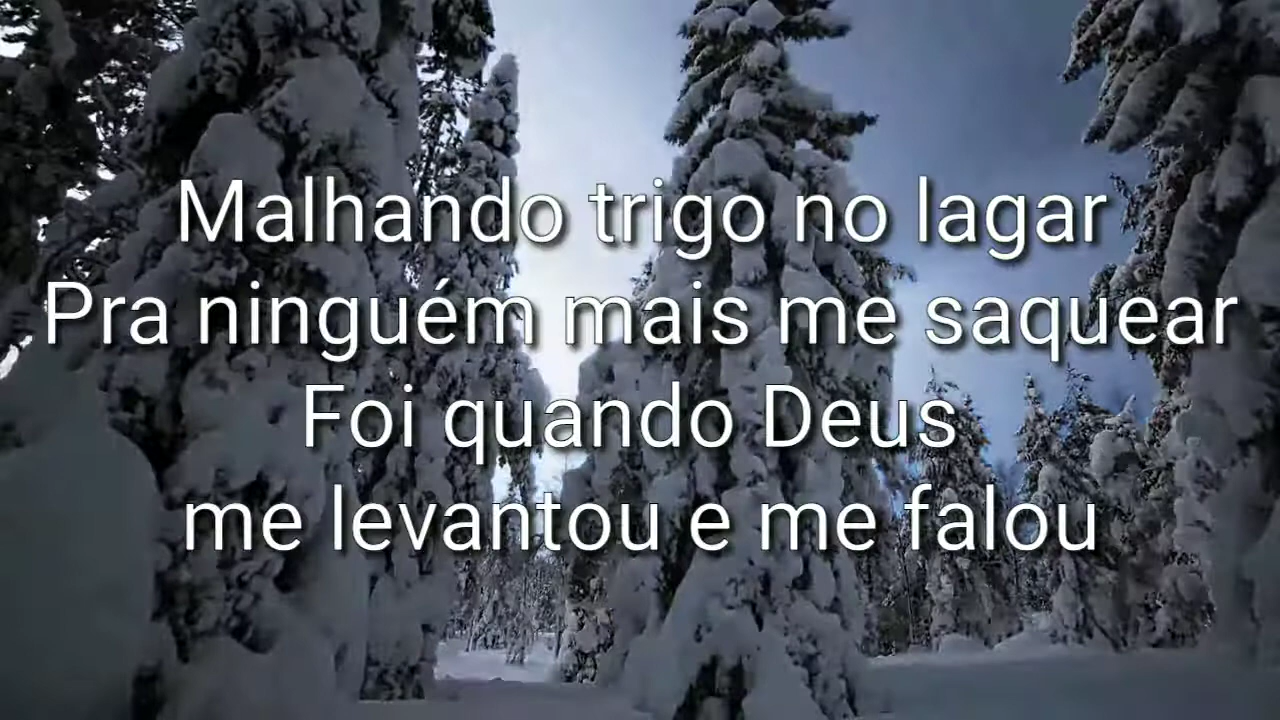 Malhando trigo no lagar
Pra ninguém mais me saquear
Foi quando Deus
me levantou e me falou